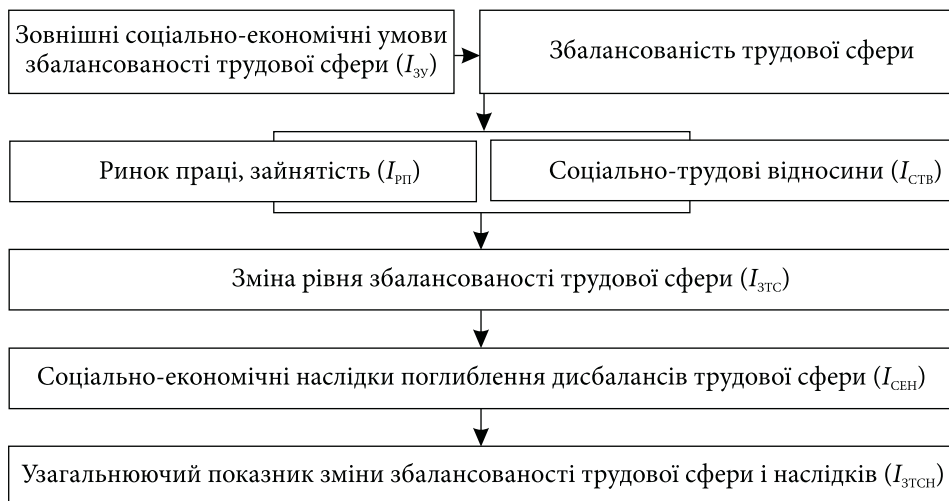 Зовнішні соціально-економічні умови
збалансованості трудової сфери (IЗУ)
Збалансованість трудової сфери
Ринок праці, зайнятість (IРП)
Соціально-трудові відносини (IСТВ)
Зміна рівня збалансованості трудової сфери (IЗТС)
Соціально-економічні наслідки поглиблення дисбалансів трудової сфери (IСЕН)
Узагальнюючий показник зміни збалансованості трудової сфери і наслідків (IЗТСН)